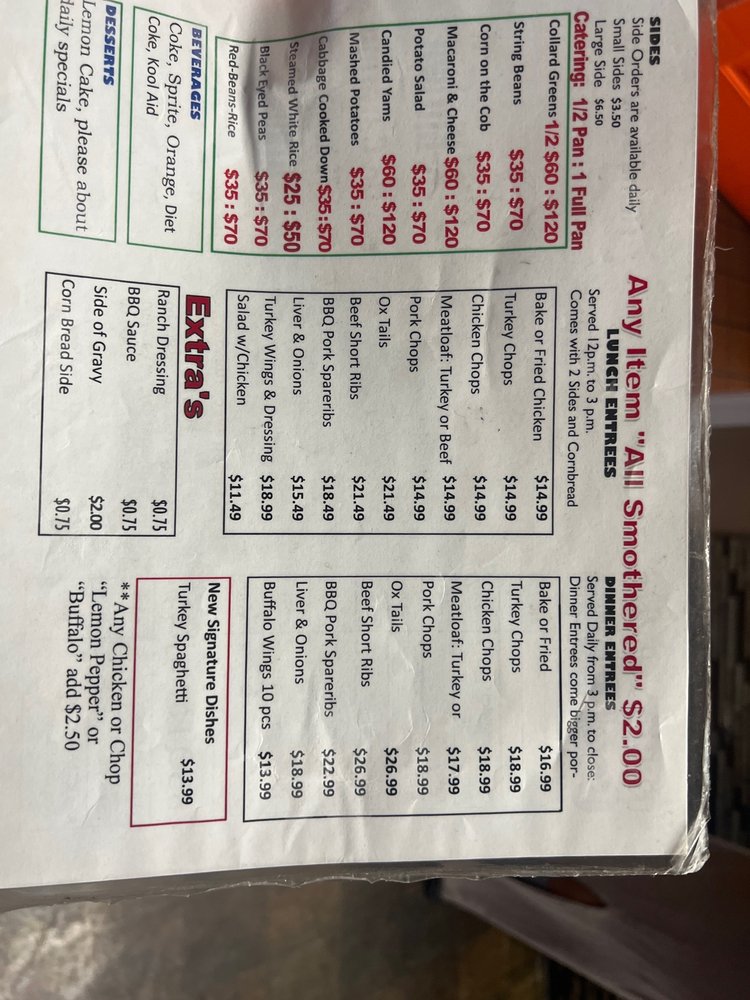 Any Item "All Smothered" $2.00
SIDES
Side Orders are available daily
Small Sides $3.50
Large Side $6.50
Catering: 1/2 Pan : 1 Full Pan
Collard Greens 1/2 $60 : $120
String Beans $35 : $70
Corn on the Cob $35 : $70
Macaroni & Cheese $60 : $120
Potato Salad $35 : $70
Candied Yams $60 : $120
Mashed Potatoes $35 : $70
Cabbage Cooked Down $35 : $70
Steamed White Rice $25 : $50
Black Eyed Peas $35 : $70
Red-Beans-Rice $35 : $70
BEVERAGES
Coke, Sprite, Orange, Diet
Coke, Kool Aid
DESSERTS
Lemon Cake, please about
daily specials
LUNCH ENTREES
Served 12p.m. to 3 p.m.
Comes with 2 Sides and Cornbread
Bake or Fried Chicken $14.99
Turkey Chops $14.99
Chicken Chops $14.99
Meatloaf: Turkey or Beef $14.99
Pork Chops $14.99
Ox Tails $21.49
Beef Short Ribs $21.49
BBQ Pork Spareribs $18.49
Liver & Onions $15.49
Turkey Wings & Dressing $18.99
Salad w/Chicken $11.49
Extra's
Ranch Dressing $0.75
BBQ Sauce $0.75
Side of Gravy $2.00
Corn Bread Side $0.75
DINNER ENTREES
Served Daily from 3 p.m. to close:
Dinner Entrees come bigger por-
Bake or Fried $16.99
Turkey Chops $18.99
Chicken Chops $18.99
Meatloaf: Turkey or $17.99
Pork Chops $18.99
Ox Tails $26.99
Beef Short Ribs $26.99
BBQ Pork Spareribs $22.99
Liver & Onions $18.99
Buffalo Wings 10 pcs $13.99
New Signature Dishes
Turkey Spaghetti $13.99
**Any Chicken or Chop
"Lemon Pepper" or
"Buffalo" add $2.50